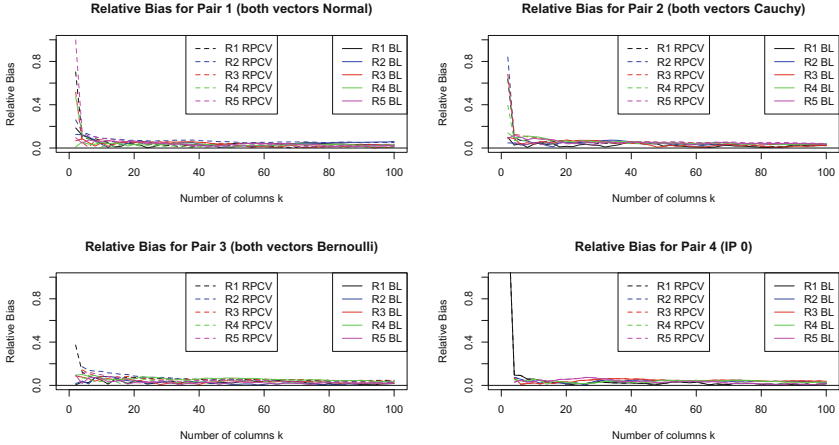 Relative Bias for Pair 1 (both vectors Normal)
Relative Bias
0.0 0.4 0.8
R1 RPCV
R2 RPCV
R3 RPCV
R4 RPCV
R5 RPCV
R1 BL
R2 BL
R3 BL
R4 BL
R5 BL
0 20 40 60 80 100
Number of columns k
Relative Bias for Pair 2 (both vectors Cauchy)
Relative Bias
0.0 0.4 0.8
R1 RPCV
R2 RPCV
R3 RPCV
R4 RPCV
R5 RPCV
R1 BL
R2 BL
R3 BL
R4 BL
R5 BL
0 20 40 60 80 100
Number of columns k
Relative Bias for Pair 3 (both vectors Bernoulli)
Relative Bias
0.0 0.4 0.8
R1 RPCV
R2 RPCV
R3 RPCV
R4 RPCV
R5 RPCV
R1 BL
R2 BL
R3 BL
R4 BL
R5 BL
0 20 40 60 80 100
Number of columns k
Relative Bias for Pair 4 (IP 0)
Relative Bias
0.0 0.4 0.8
R1 RPCV
R2 RPCV
R3 RPCV
R4 RPCV
R5 RPCV
R1 BL
R2 BL
R3 BL
R4 BL
R5 BL
0 20 40 60 80 100
Number of columns k